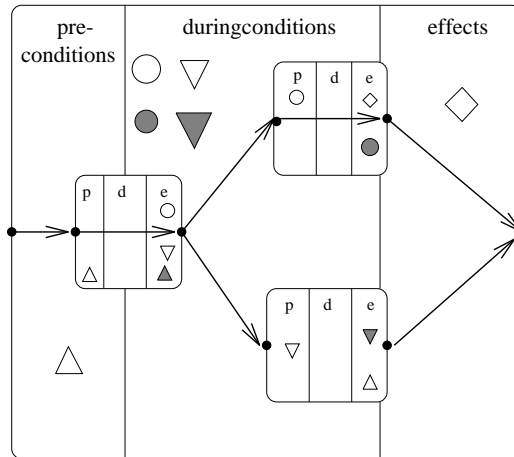 pre-
conditions
duringconditions
effects
p d e
p d e
p d e